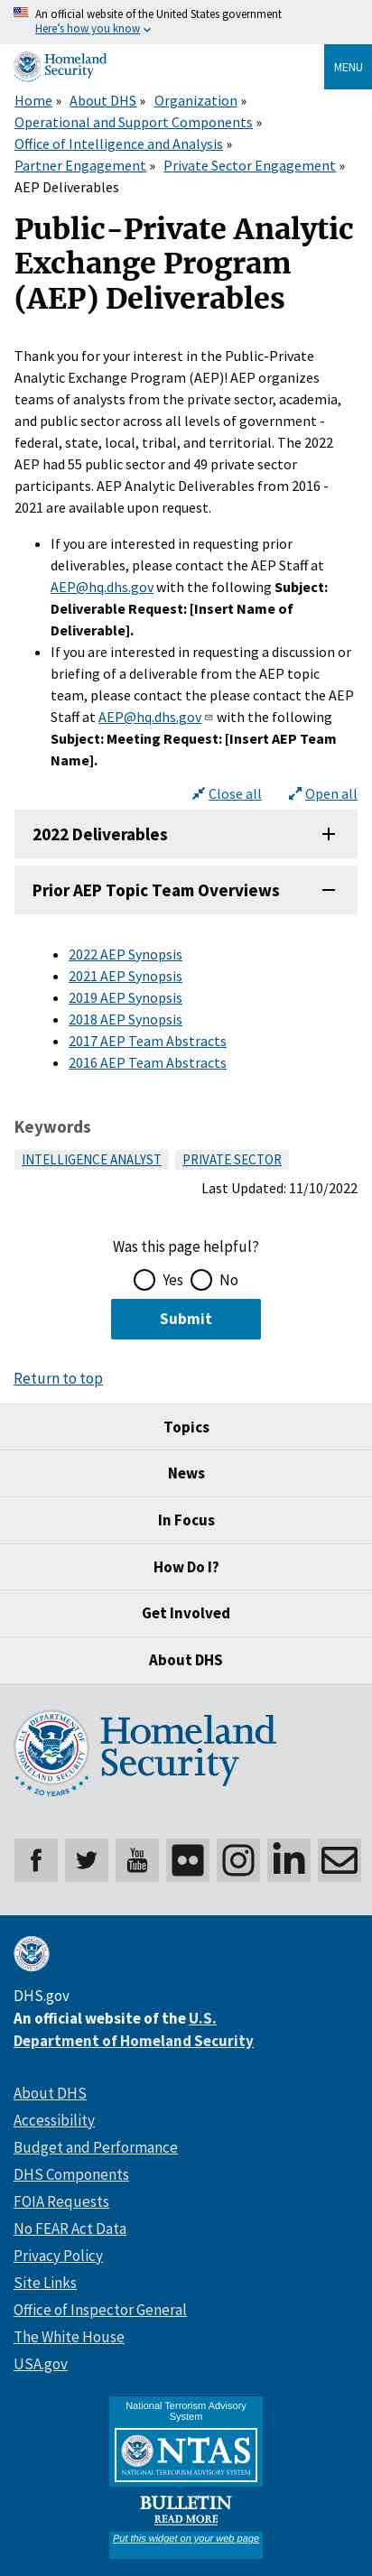 An official website of the United States government
Here's how you know
Homeland
Security
MENU
Home » About DHS » Organization »
Operational and Support Components »
Office of Intelligence and Analysis »
Partner Engagement » Private Sector Engagement »
AEP Deliverables
Public-Private Analytic
Exchange Program
(AEP) Deliverables
Thank you for your interest in the Public-Private
Analytic Exchange Program (AEP)! AEP organizes
teams of analysts from the private sector, academia,
and public sector across all levels of government -
federal, state, local, tribal, and territorial. The 2022
AEP had 55 public sector and 49 private sector
participants. AEP Analytic Deliverables from 2016 -
2021 are available upon request.
• If you are interested in requesting prior
deliverables, please contact the AEP Staff at
AEP@hq.dhs.gov with the following Subject:
Deliverable Request: [Insert Name of
Deliverable].
• If you are interested in requesting a discussion or
briefing of a deliverable from the AEP topic
team, please contact the please contact the AEP
Staff at AEP@hq.dhs.gov with the following
Subject: Meeting Request: [Insert AEP Team
Name].
Close all Open all
2022 Deliverables
Prior AEP Topic Team Overviews
• 2022 AEP Synopsis
• 2021 AEP Synopsis
• 2019 AEP Synopsis
• 2018 AEP Synopsis
• 2017 AEP Team Abstracts
• 2016 AEP Team Abstracts
Keywords
INTELLIGENCE ANALYST PRIVATE SECTOR
Last Updated: 11/10/2022
Was this page helpful?
Yes No
Submit
Return to top
Topics
News
In Focus
How Do I?
Get Involved
About DHS
U.S. DEPARTMENT OF HOMELAND SECURITY
20 YEARS
Homeland
Security
You
Tube
in
DHS.gov
An official website of the U.S.
Department of Homeland Security
About DHS
Accessibility
Budget and Performance
DHS Components
FOIA Requests
No FEAR Act Data
Privacy Policy
Site Links
Office of Inspector General
The White House
USA.gov
National Terrorism Advisory
System
NTAS
NATIONAL TERRORISM ADVISORY SYSTEM
BULLETIN
READ MORE
Put this widget on your web page